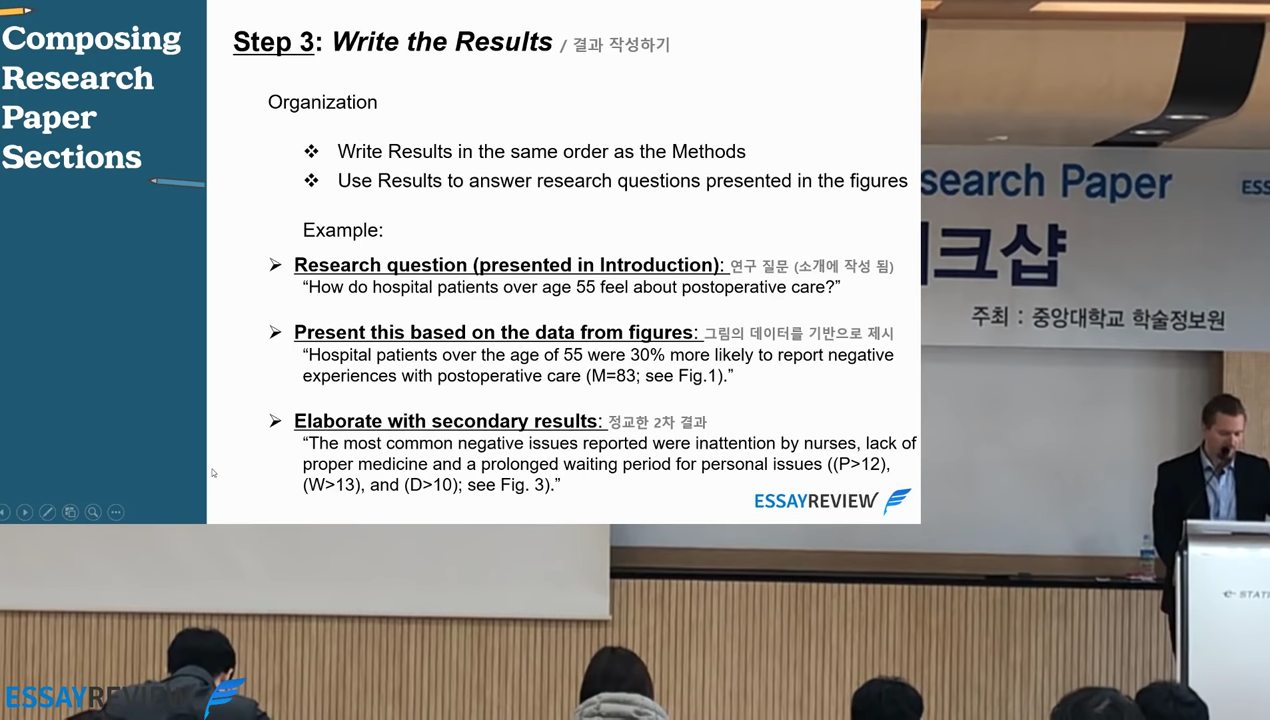 Composing
Research
Paper
Sections
Step 3: Write the Results / 결과 작성하기
Organization
❖ Write Results in the same order as the Methods
❖ Use Results to answer research questions presented in the figures
Example:
➢ Research question (presented in Introduction): 연구 질문 (소개에 작성 됨)
“How do hospital patients over age 55 feel about postoperative care?”
➢ Present this based on the data from figures: 그림의 데이터를 기반으로 제시
“Hospital patients over the age of 55 were 30% more likely to report negative
experiences with postoperative care (M=83; see Fig.1).”
➢ Elaborate with secondary results: 정교한 2차 결과
“The most common negative issues reported were inattention by nurses, lack of
proper medicine and a prolonged waiting period for personal issues ((P>12),
(W>13), and (D>10); see Fig. 3).”
ESSAYREVIEW
search Paper
ESS
크샵
주최 : 중앙대학교 학술정보원
e-STATI
ESSAYREVIEW